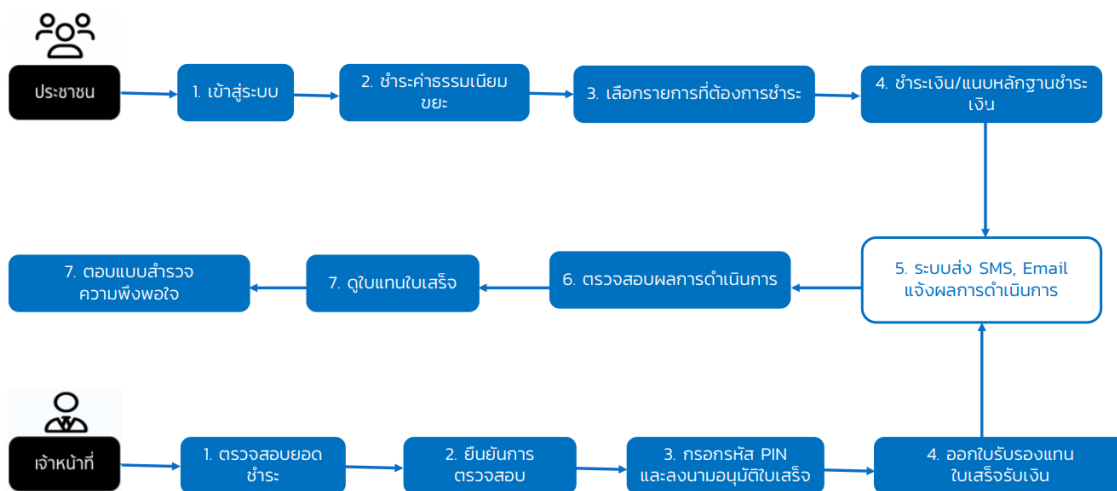 ประชาชน
1. เข้าสู่ระบบ
2. ชำระค่าธรรมเนียม
ขยะ
3. เลือกรายการที่ต้องการชำระ
4. ชำระเงิน/แนบหลักฐานชำระ
เงิน
5. ระบบส่ง SMS, Email
แจ้งผลการดำเนินการ
6. ตรวจสอบผลการดำเนินการ
7. ดูใบแทนใบเสร็จ
7. ตอบแบบสำรวจ
ความพึงพอใจ
เจ้าหน้าที่
1. ตรวจสอบยอด
ชำระ
2. ยืนยันการ
ตรวจสอบ
3. กรอกรหัส PIN
และลงนามอนุมัติใบเสร็จ
4. ออกใบรับรองแทน
ใบเสร็จรับเงิน